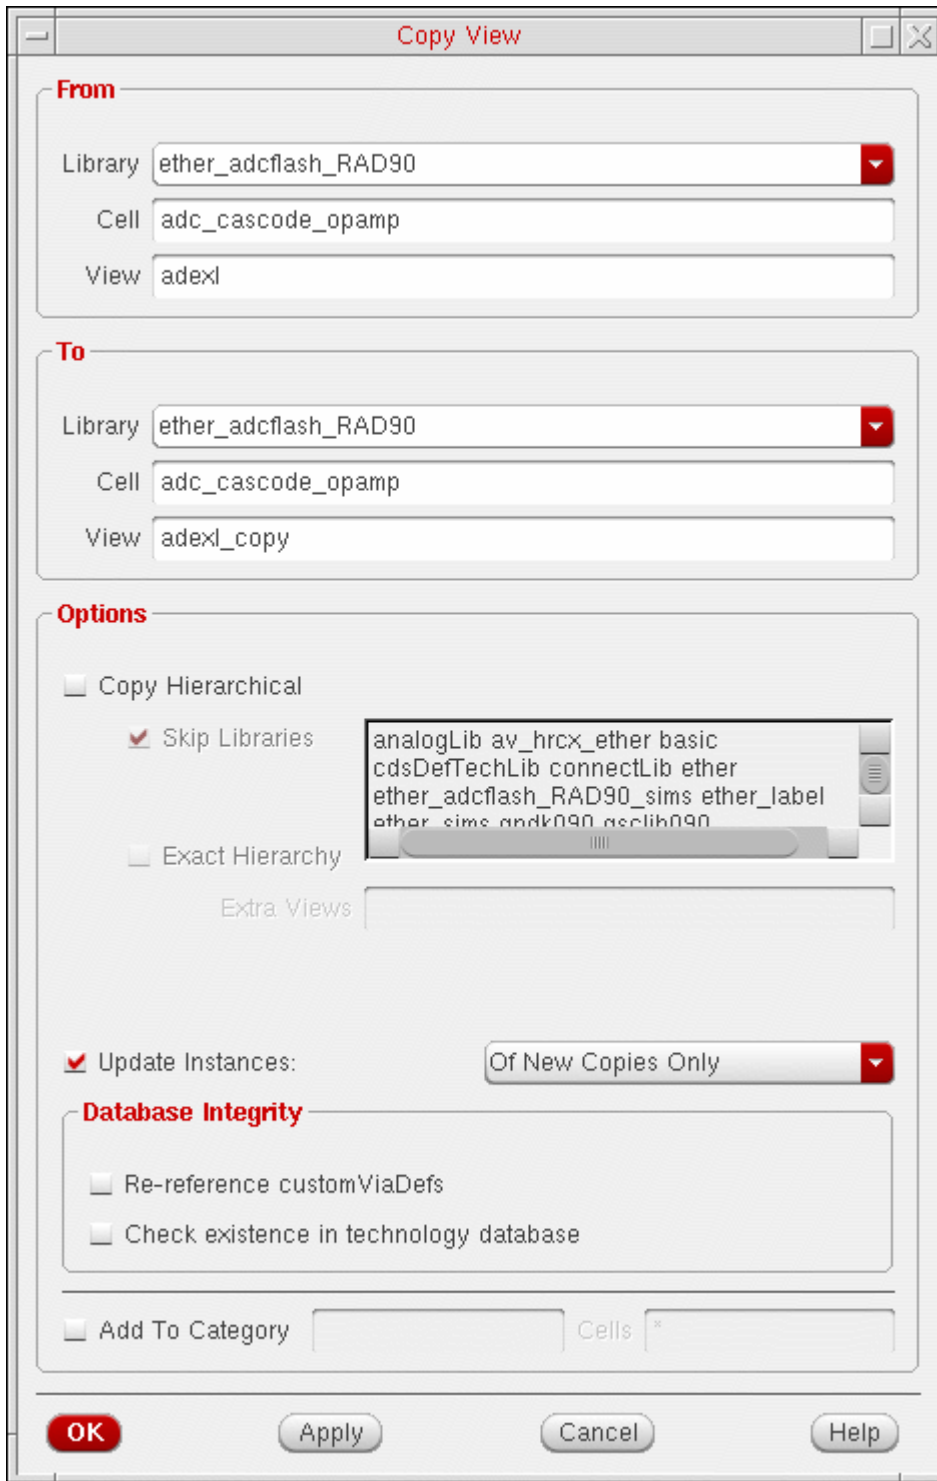 Copy View
From
Library ether_adcflash_RAD90
Cell adc_cascode_opamp
View adexl
To
Library ether_adcflash_RAD90
Cell adc_cascode_opamp
View adexl_copy
Options
Copy Hierarchical
Skip Libraries
analogLib av_hrcx_ether basic
cdsDefTechLib connectLib ether
ether_adcflash_RAD90_sims ether_label
ether_sims gpdk090 gsclib090
Exact Hierarchy
Extra Views
Update Instances: Of New Copies Only
Database Integrity
Re-reference customViaDefs
Check existence in technology database
Add To Category Cells *
OK Apply Cancel Help